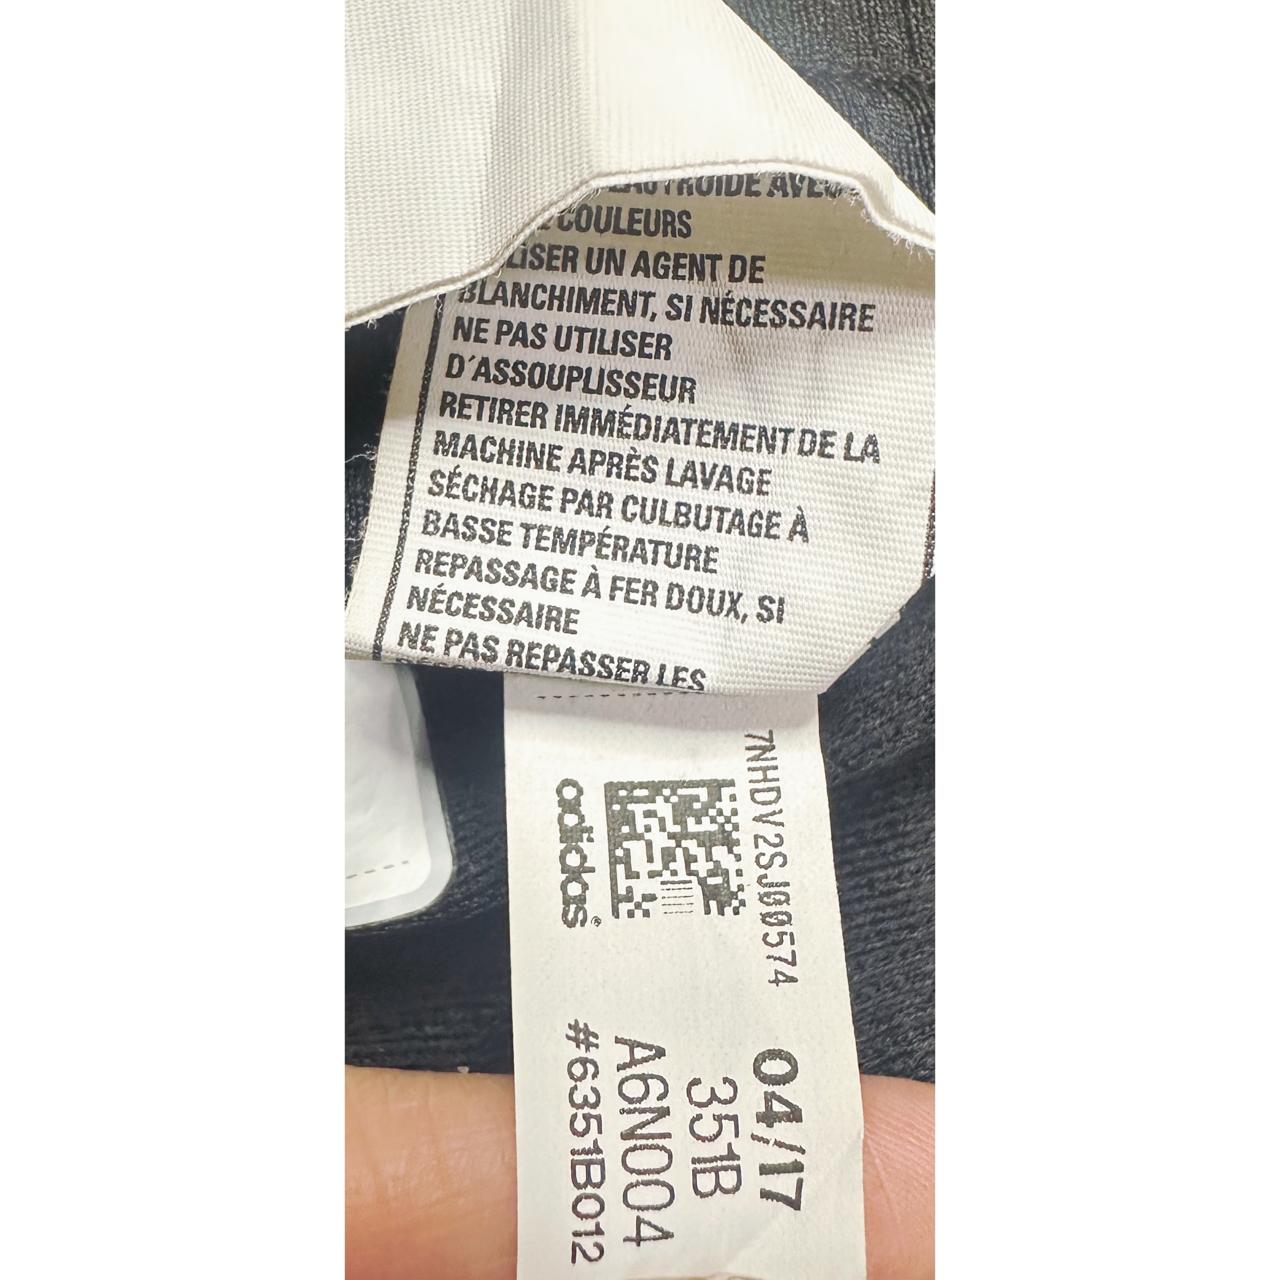 COULEURS
UN AGENT DE
BLANCHIMENT, SI NÉCESSAIRE
NE PAS UTILISER
D'ASSOUPLISSEUR
RETIRER IMMÉDIATEMENT DE LA
MACHINE APRÈS LAVAGE
SÉCHAGE PAR CULBUTAGE À
BASSE TEMPÉRATURE
REPASSAGE À FER DOUX, SI
NÉCESSAIRE
NE PAS REPASSER LES
7NHDV2SJ00574
adidas®
04/17
351B
A6N004
#6351B012